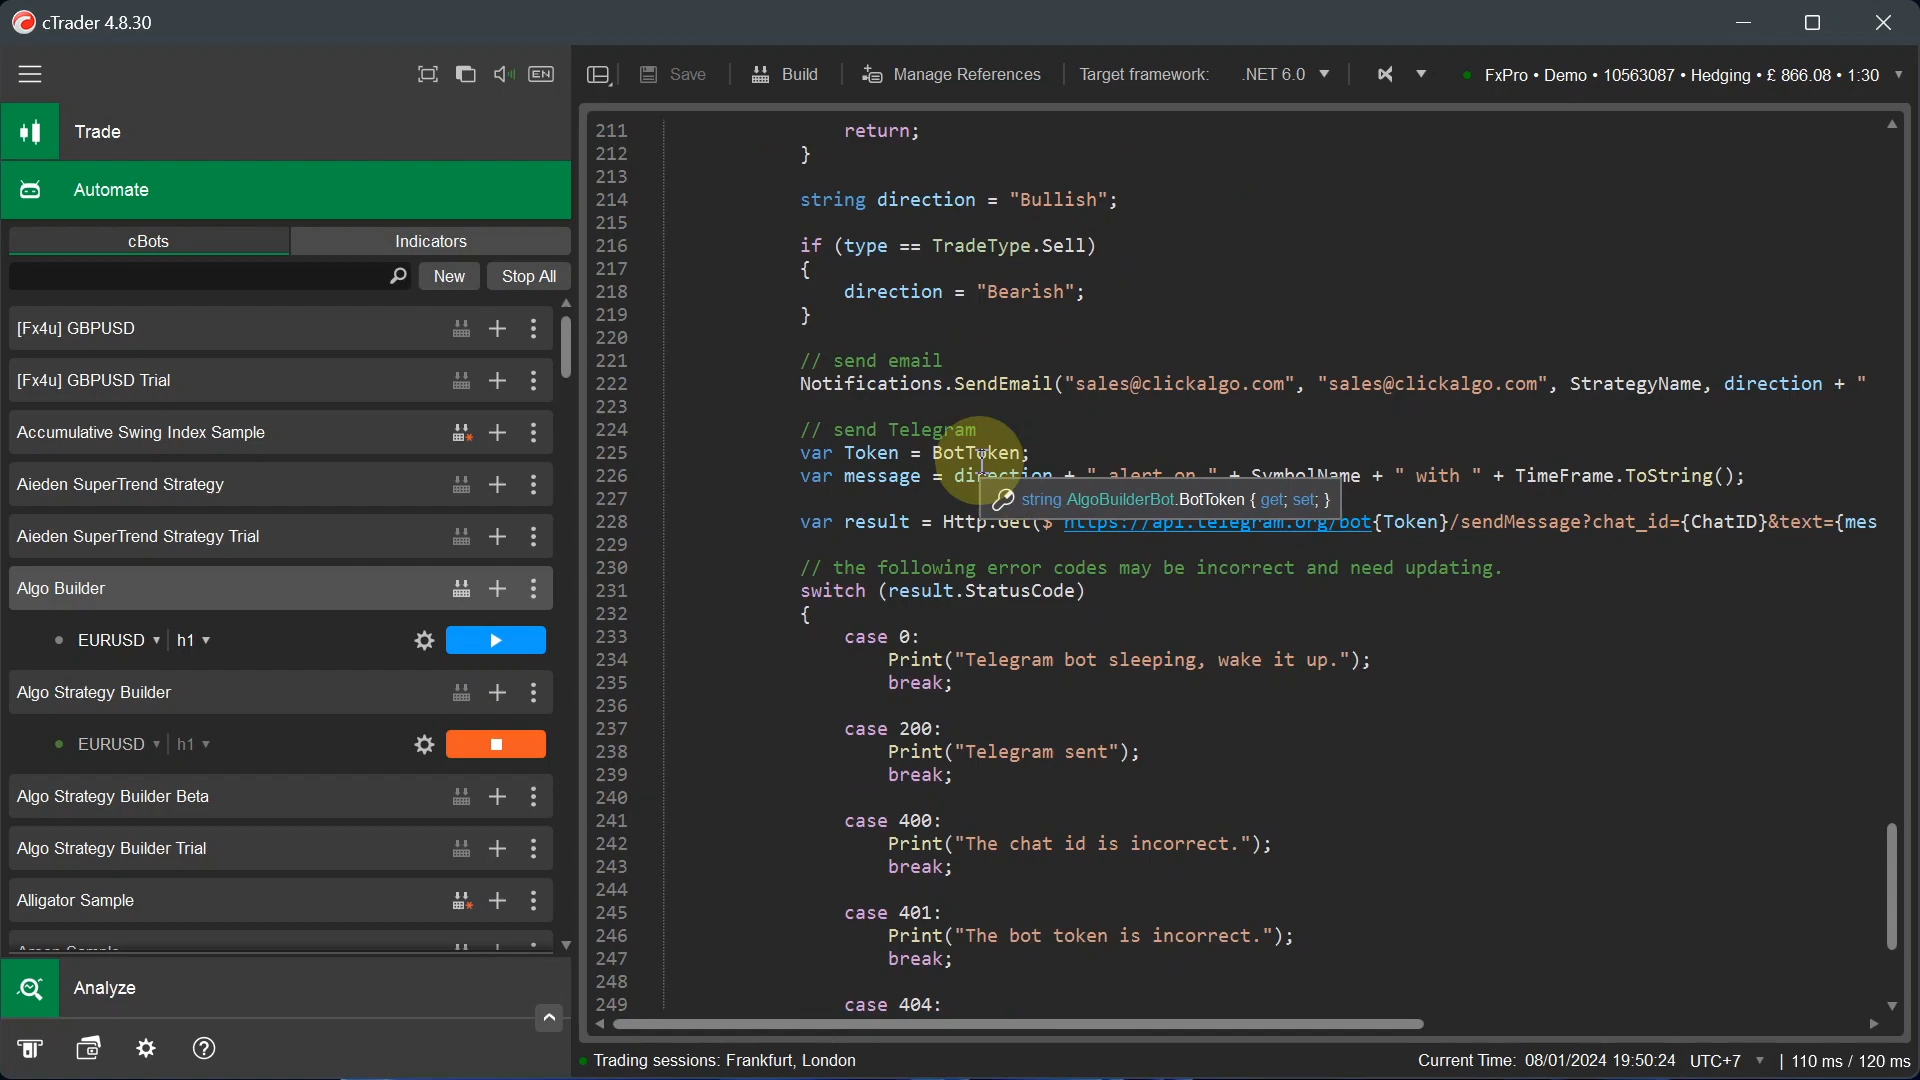 cTrader 4.8.30
EN
Save
Build
Manage References
Target framework:
.NET 6.0
FxPro • Demo • 10563087 • Hedging • £ 866.08 • 1:30
Trade
Automate
cBots
Indicators
New
Stop All
[Fx4u] GBPUSD
[Fx4u] GBPUSD Trial
Accumulative Swing Index Sample
Aieden SuperTrend Strategy
Aieden SuperTrend Strategy Trial
Algo Builder
EURUSD h1
Algo Strategy Builder
EURUSD h1
Algo Strategy Builder Beta
Algo Strategy Builder Trial
Alligator Sample
Analyze
211 return;
212 }
213
214 string direction = "Bullish";
215
216 if (type == TradeType.Sell)
217 {
218 direction = "Bearish";
219 }
220
221 // send email
222 Notifications.SendEmail("sales@clickalgo.com", "sales@clickalgo.com", StrategyName, direction + "
223
224 // send Telegram
225 var Token = BotToken;
226 var message = direction + " alert on " + SymbolName + " with " + TimeFrame.ToString();
string AlgoBuilderBot.BotToken { get; set; }
227
228 var result = Http.Get($"https://api.telegram.org/bot{Token}/sendMessage?chat_id={ChatID}&text={mes
229
230 // the following error codes may be incorrect and need updating.
231 switch (result.StatusCode)
232 {
233 case 0:
234 Print("Telegram bot sleeping, wake it up.");
235 break;
236
237 case 200:
238 Print("Telegram sent");
239 break;
240
241 case 400:
242 Print("The chat id is incorrect.");
243 break;
244
245 case 401:
246 Print("The bot token is incorrect.");
247 break;
248
249 case 404:
Trading sessions: Frankfurt, London
Current Time: 08/01/2024 19:50:24 UTC+7 | 110 ms / 120 ms